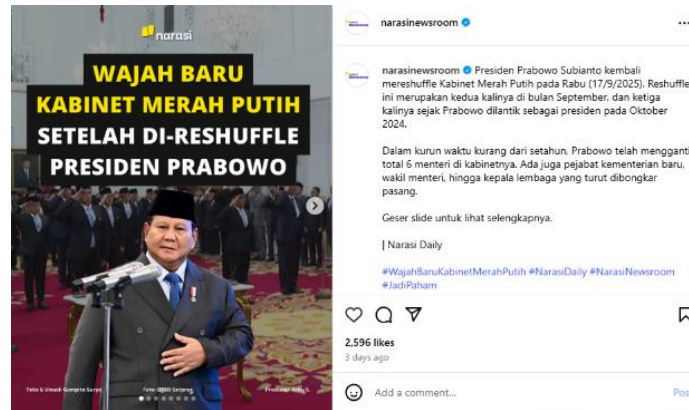 narasi
WAJAH BARU
KABINET MERAH PUTIH
SETELAH DI-RESHUFFLE
PRESIDEN PRABOWO
narasinewsroom
narasinewsroom Presiden Prabowo Subianto kembali
mereshuffle Kabinet Merah Putih pada Rabu (17/9/2025). Reshuffle
ini merupakan kedua kalinya di bulan September, dan ketiga
kalinya sejak Prabowo dilantik sebagai presiden pada Oktober
2024.
Dalam kurun waktu kurang dari setahun, Prabowo telah mengganti
total 6 menteri di kabinetnya. Ada juga pejabat kementerian baru,
wakil menteri, hingga kepala lembaga yang turut dibongkar
pasang.
Geser slide untuk lihat selengkapnya.
| Narasi Daily
#WajahBaruKabinetMerahPutih #NarasiDaily #NarasiNewsroom
#JadiPaham
2,596 likes
3 days ago
Add a comment...